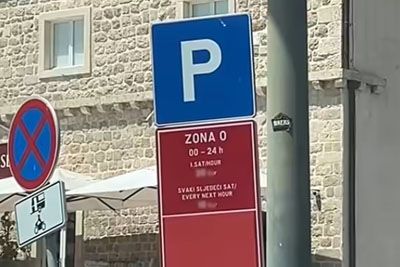 P
ZONA 0
00 – 24 h
1.SAT/HOUR
SVAKI SLJEDEĆI SAT/
EVERY NEXT HOUR